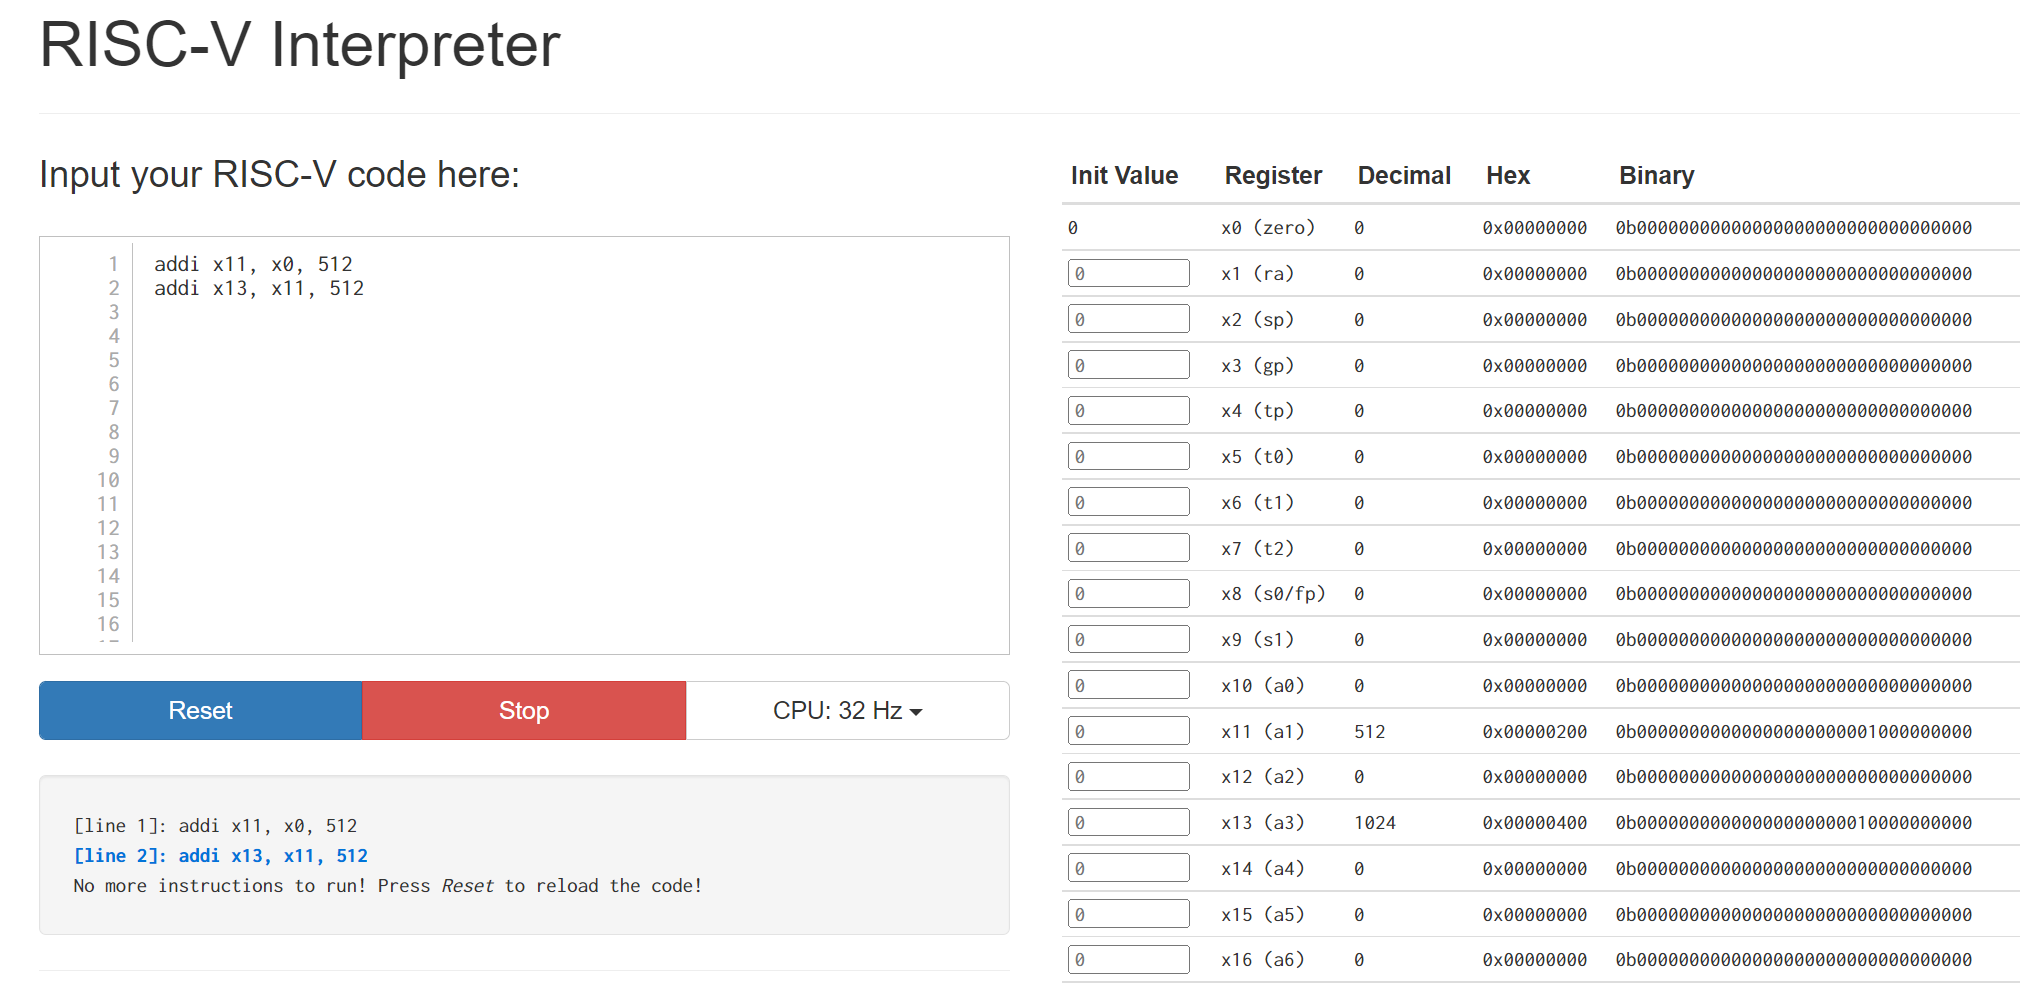 RISC-V Interpreter
Input your RISC-V code here:
1 addi x11, x0, 512
2 addi x13, x11, 512
3
4
5
6
7
8
9
10
11
12
13
14
15
16
Reset Stop CPU: 32 Hz
[line 1]: addi x11, x0, 512
[line 2]: addi x13, x11, 512
No more instructions to run! Press Reset to reload the code!
Init Value Register Decimal Hex Binary
0 x0 (zero) 0 0x00000000 0b00000000000000000000000000000000
0 x1 (ra) 0 0x00000000 0b00000000000000000000000000000000
0 x2 (sp) 0 0x00000000 0b00000000000000000000000000000000
0 x3 (gp) 0 0x00000000 0b00000000000000000000000000000000
0 x4 (tp) 0 0x00000000 0b00000000000000000000000000000000
0 x5 (t0) 0 0x00000000 0b00000000000000000000000000000000
0 x6 (t1) 0 0x00000000 0b00000000000000000000000000000000
0 x7 (t2) 0 0x00000000 0b00000000000000000000000000000000
0 x8 (s0/fp) 0 0x00000000 0b00000000000000000000000000000000
0 x9 (s1) 0 0x00000000 0b00000000000000000000000000000000
0 x10 (a0) 0 0x00000000 0b00000000000000000000000000000000
0 x11 (a1) 512 0x00000200 0b00000000000000000000001000000000
0 x12 (a2) 0 0x00000000 0b00000000000000000000000000000000
0 x13 (a3) 1024 0x00000400 0b00000000000000000000010000000000
0 x14 (a4) 0 0x00000000 0b00000000000000000000000000000000
0 x15 (a5) 0 0x00000000 0b00000000000000000000000000000000
0 x16 (a6) 0 0x00000000 0b00000000000000000000000000000000